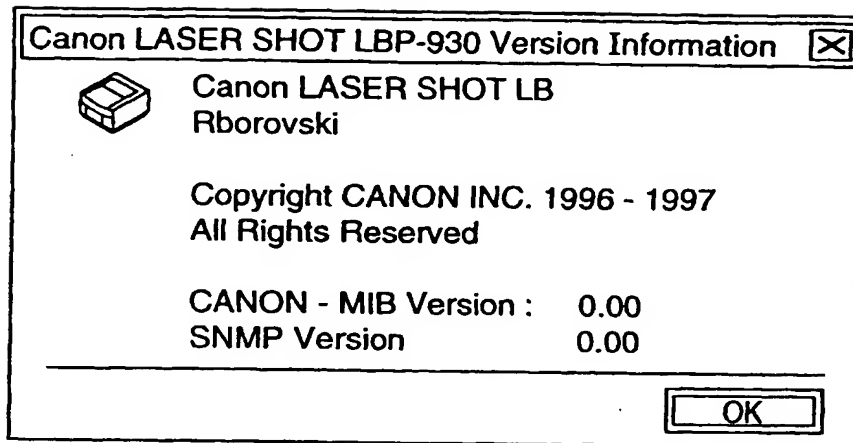 Canon LASER SHOT LBP-930 Version Information
Canon LASER SHOT LB
Rborovski
Copyright CANON INC. 1996 - 1997
All Rights Reserved
CANON - MIB Version : 0.00
SNMP Version 0.00
OK